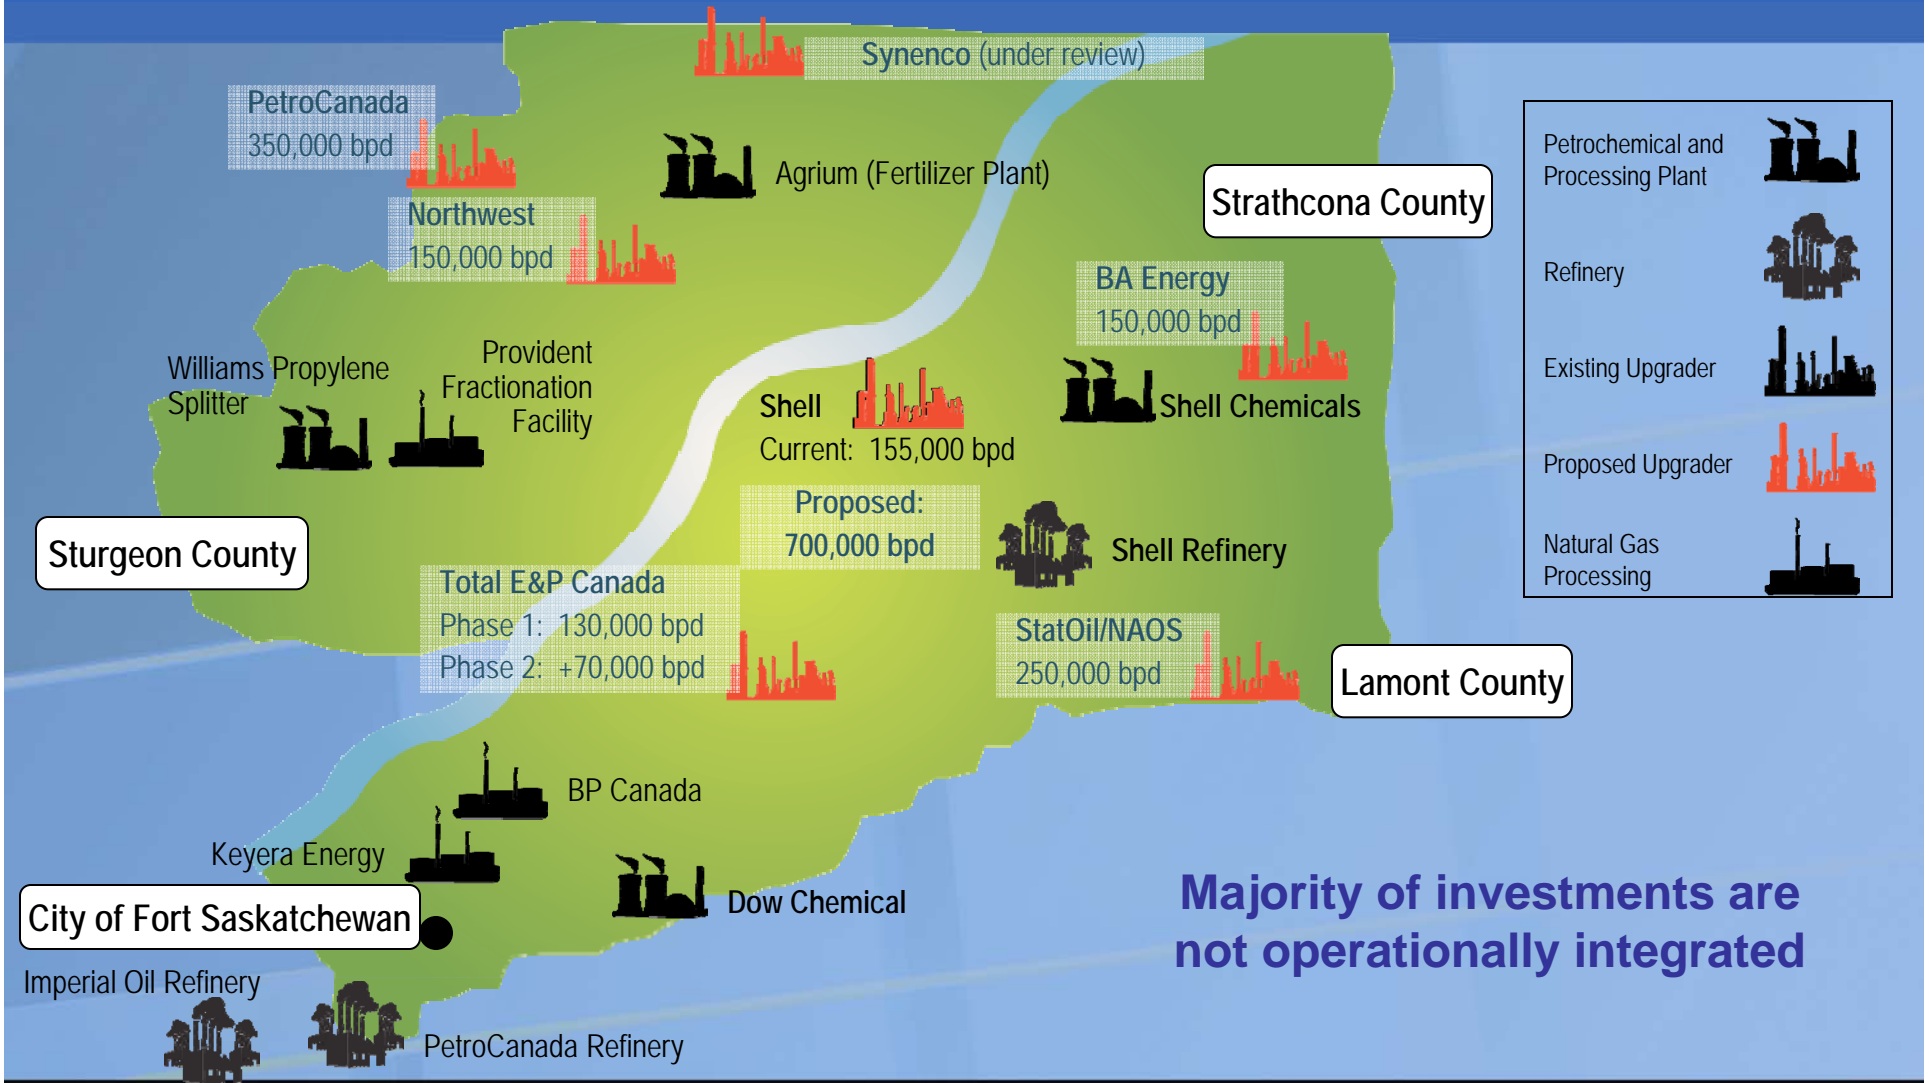 Synenco (under review)
PetroCanada
350,000 bpd
Agrium (Fertilizer Plant)
Northwest
150,000 bpd
Strathcona County
BA Energy
150,000 bpd
Williams Propylene
Splitter
Provident
Fractionation
Facility
Shell
Current: 155,000 bpd
Shell Chemicals
Proposed:
700,000 bpd
Shell Refinery
Sturgeon County
Total E&P Canada
Phase 1: 130,000 bpd
Phase 2: +70,000 bpd
StatOil/NAOS
250,000 bpd
Lamont County
BP Canada
Keyera Energy
Dow Chemical
City of Fort Saskatchewan
Imperial Oil Refinery
PetroCanada Refinery
Petrochemical and
Processing Plant
Refinery
Existing Upgrader
Proposed Upgrader
Natural Gas
Processing
Majority of investments are
not operationally integrated